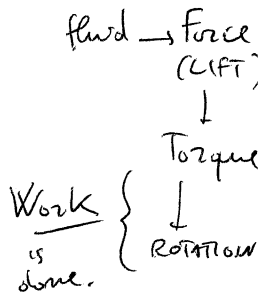 fluid → Force
(LIFT)
↓
Torque
↓
ROTATION
Work
is
done.